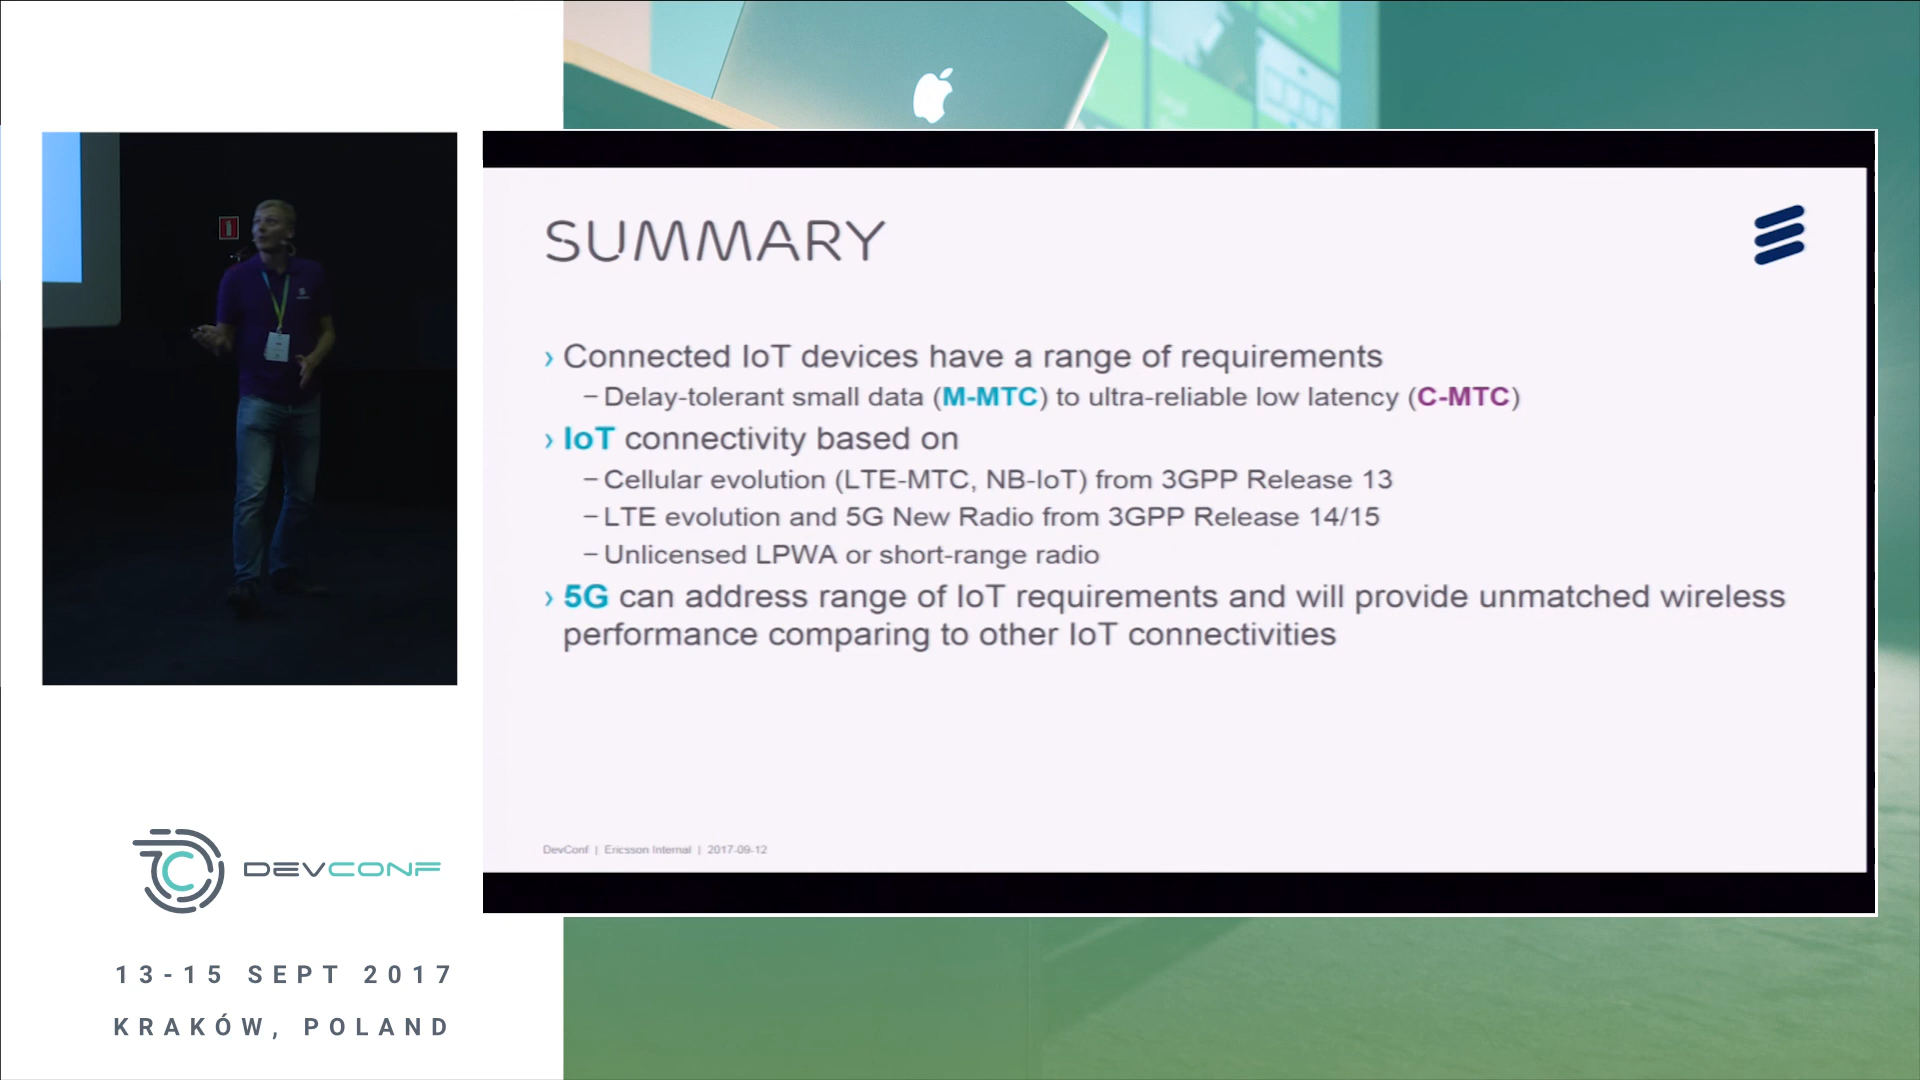 SUMMARY
› Connected IoT devices have a range of requirements
– Delay-tolerant small data (M-MTC) to ultra-reliable low latency (C-MTC)
› IoT connectivity based on
– Cellular evolution (LTE-MTC, NB-IoT) from 3GPP Release 13
– LTE evolution and 5G New Radio from 3GPP Release 14/15
– Unlicensed LPWA or short-range radio
› 5G can address range of IoT requirements and will provide unmatched wireless
performance comparing to other IoT connectivities
DevConf | Ericsson Internal | 2017-09-12
DEVCONF
13-15 SEPT 2017
KRAKÓW, POLAND